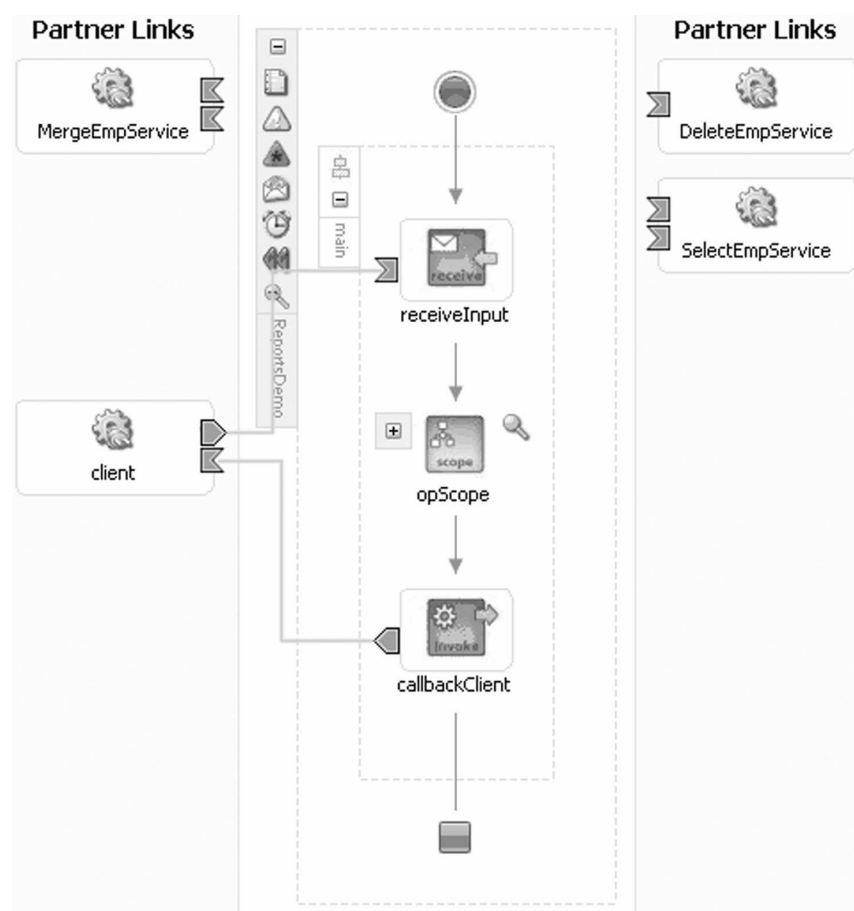 Partner Links
MergeEmpService
client
ReportsDemo
main
receive
receiveInput
scope
opScope
Invoke
callbackClient
Partner Links
DeleteEmpService
SelectEmpService